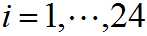 i = 1,⋯,24